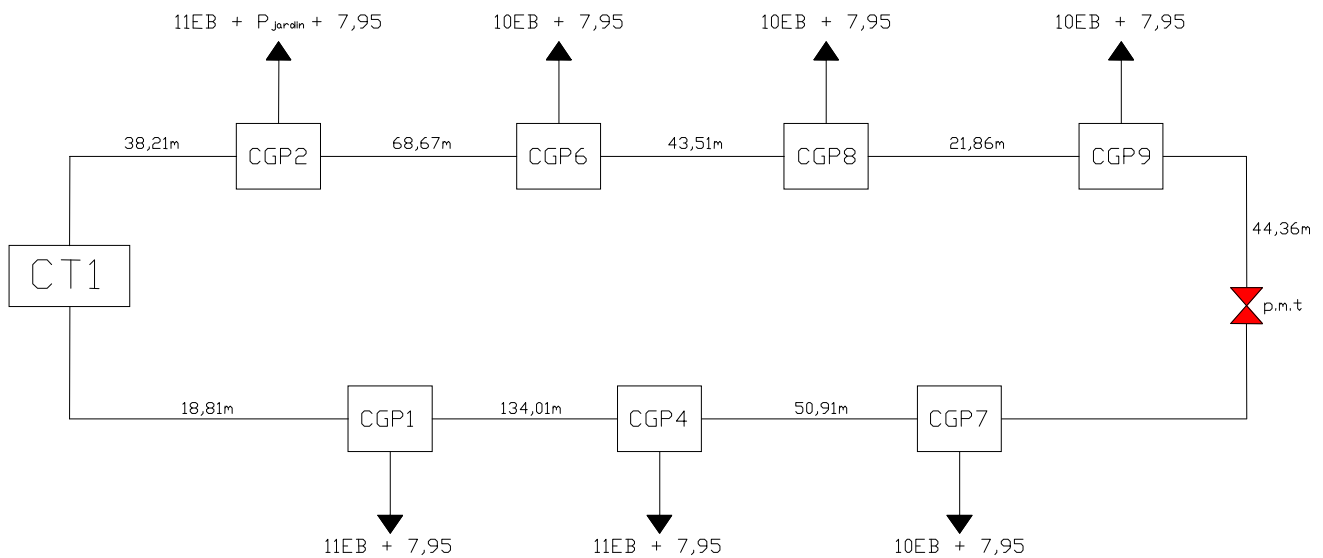 11EB + Pjardin + 7,95
10EB + 7,95
10EB + 7,95
10EB + 7,95
38,21m
CGP2
68,67m
CGP6
43,51m
CGP8
21,86m
CGP9
44,36m
CT1
p.m.t
18,81m
CGP1
134,01m
CGP4
50,91m
CGP7
11EB + 7,95
11EB + 7,95
10EB + 7,95